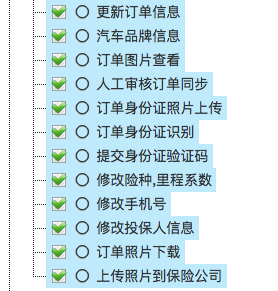 更新订单信息
汽车品牌信息
订单图片查看
人工审核订单同步
订单身份证照片上传
订单身份证识别
提交身份证验证码
修改险种,里程系数
修改手机号
修改投保人信息
订单照片下载
上传照片到保险公司